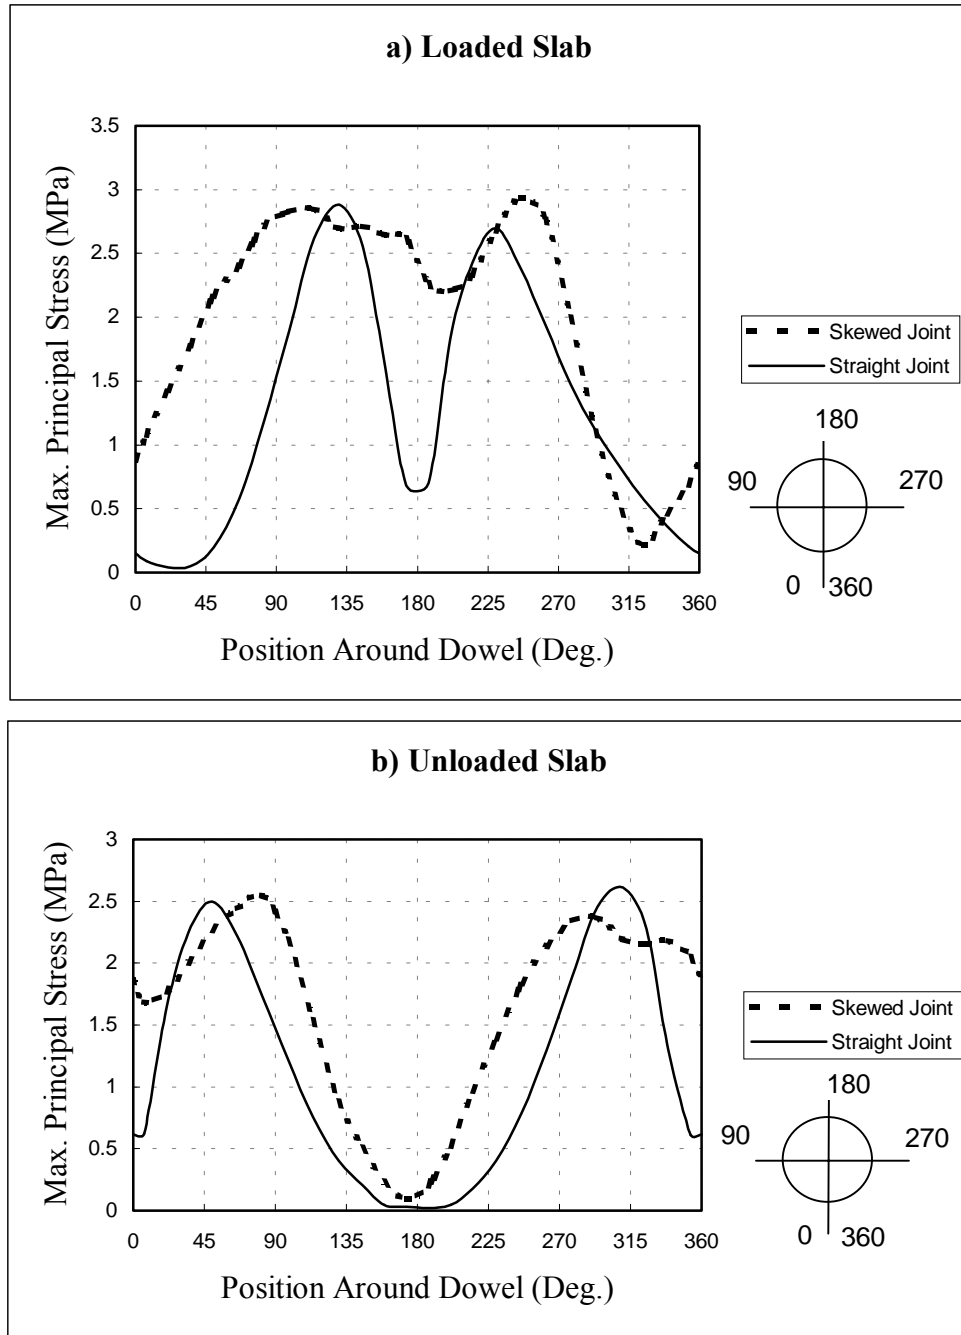 a) Loaded Slab
Max. Principal Stress (MPa)
3.5
3
2.5
2
1.5
1
0.5
0
0 45 90 135 180 225 270 315 360
Position Around Dowel (Deg.)
Skewed Joint
Straight Joint
180
90 270
0 360
b) Unloaded Slab
Max. Principal Stress (MPa)
3
2.5
2
1.5
1
0.5
0
0 45 90 135 180 225 270 315 360
Position Around Dowel (Deg.)
Skewed Joint
Straight Joint
180
90 270
0 360